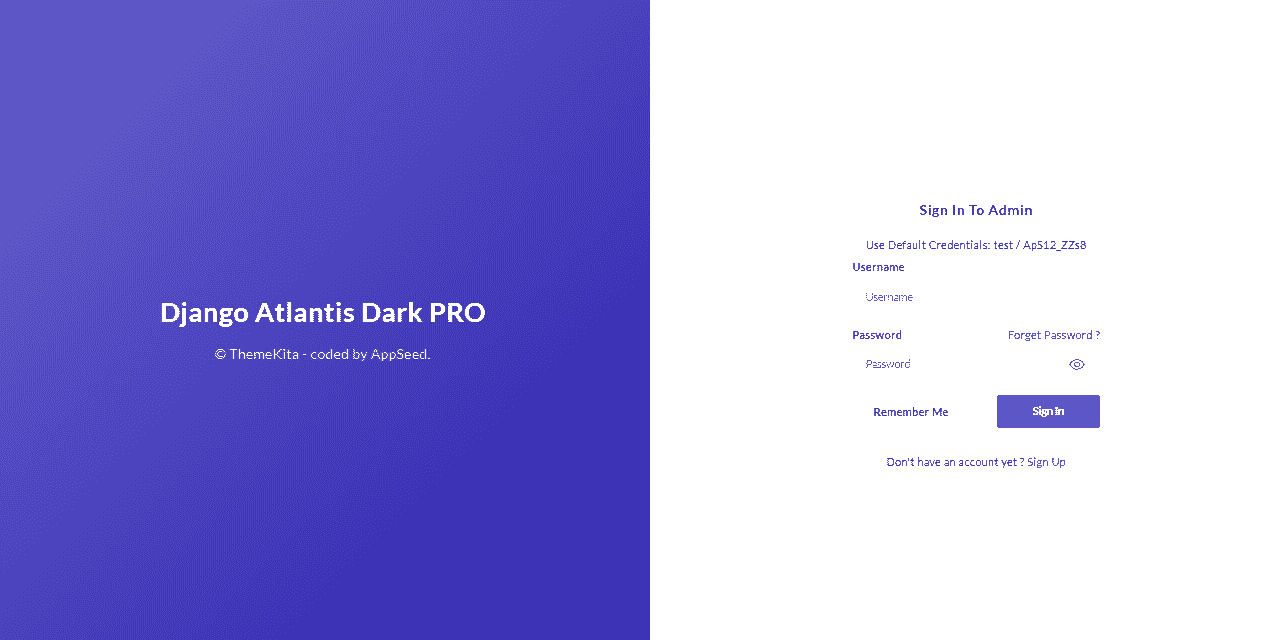 Django Atlantis Dark PRO
© ThemeKita - coded by AppSeed.
Sign In To Admin
Use Default Credentials: test / ApS12_ZZs8
Username
Username
Password Forget Password ?
Password
Remember Me Sign In
Don't have an account yet ? Sign Up